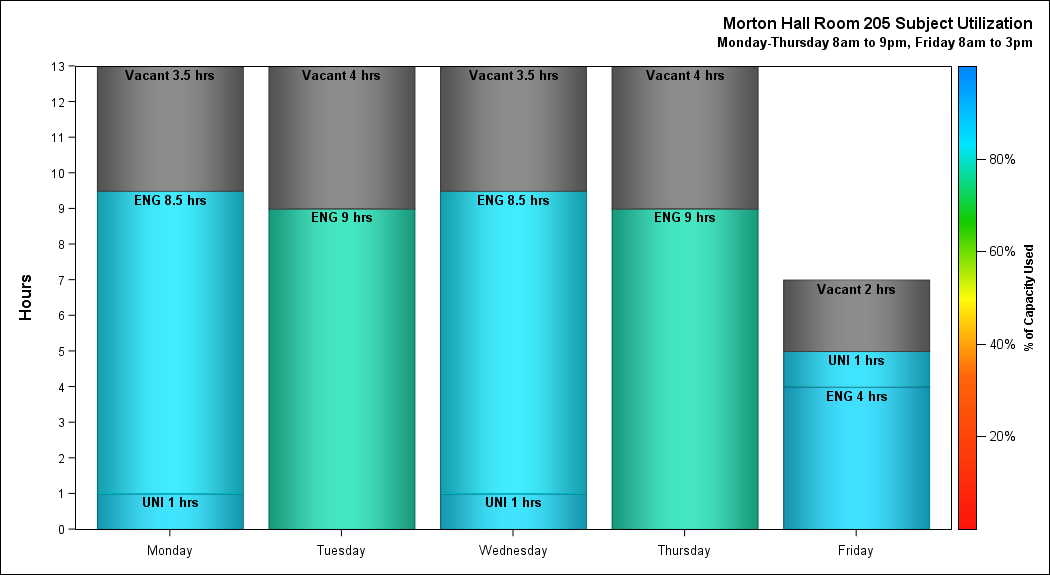 Morton Hall Room 205 Subject Utilization
Monday-Thursday 8am to 9pm, Friday 8am to 3pm
13
12
11
10
9
8
7
6
5
4
3
2
1
0
Hours
Vacant 3.5 hrs
ENG 8.5 hrs
UNI 1 hrs
Vacant 4 hrs
ENG 9 hrs
Vacant 3.5 hrs
ENG 8.5 hrs
UNI 1 hrs
Vacant 4 hrs
ENG 9 hrs
Vacant 2 hrs
UNI 1 hrs
ENG 4 hrs
Monday
Tuesday
Wednesday
Thursday
Friday
80%
60%
40%
20%
% of Capacity Used